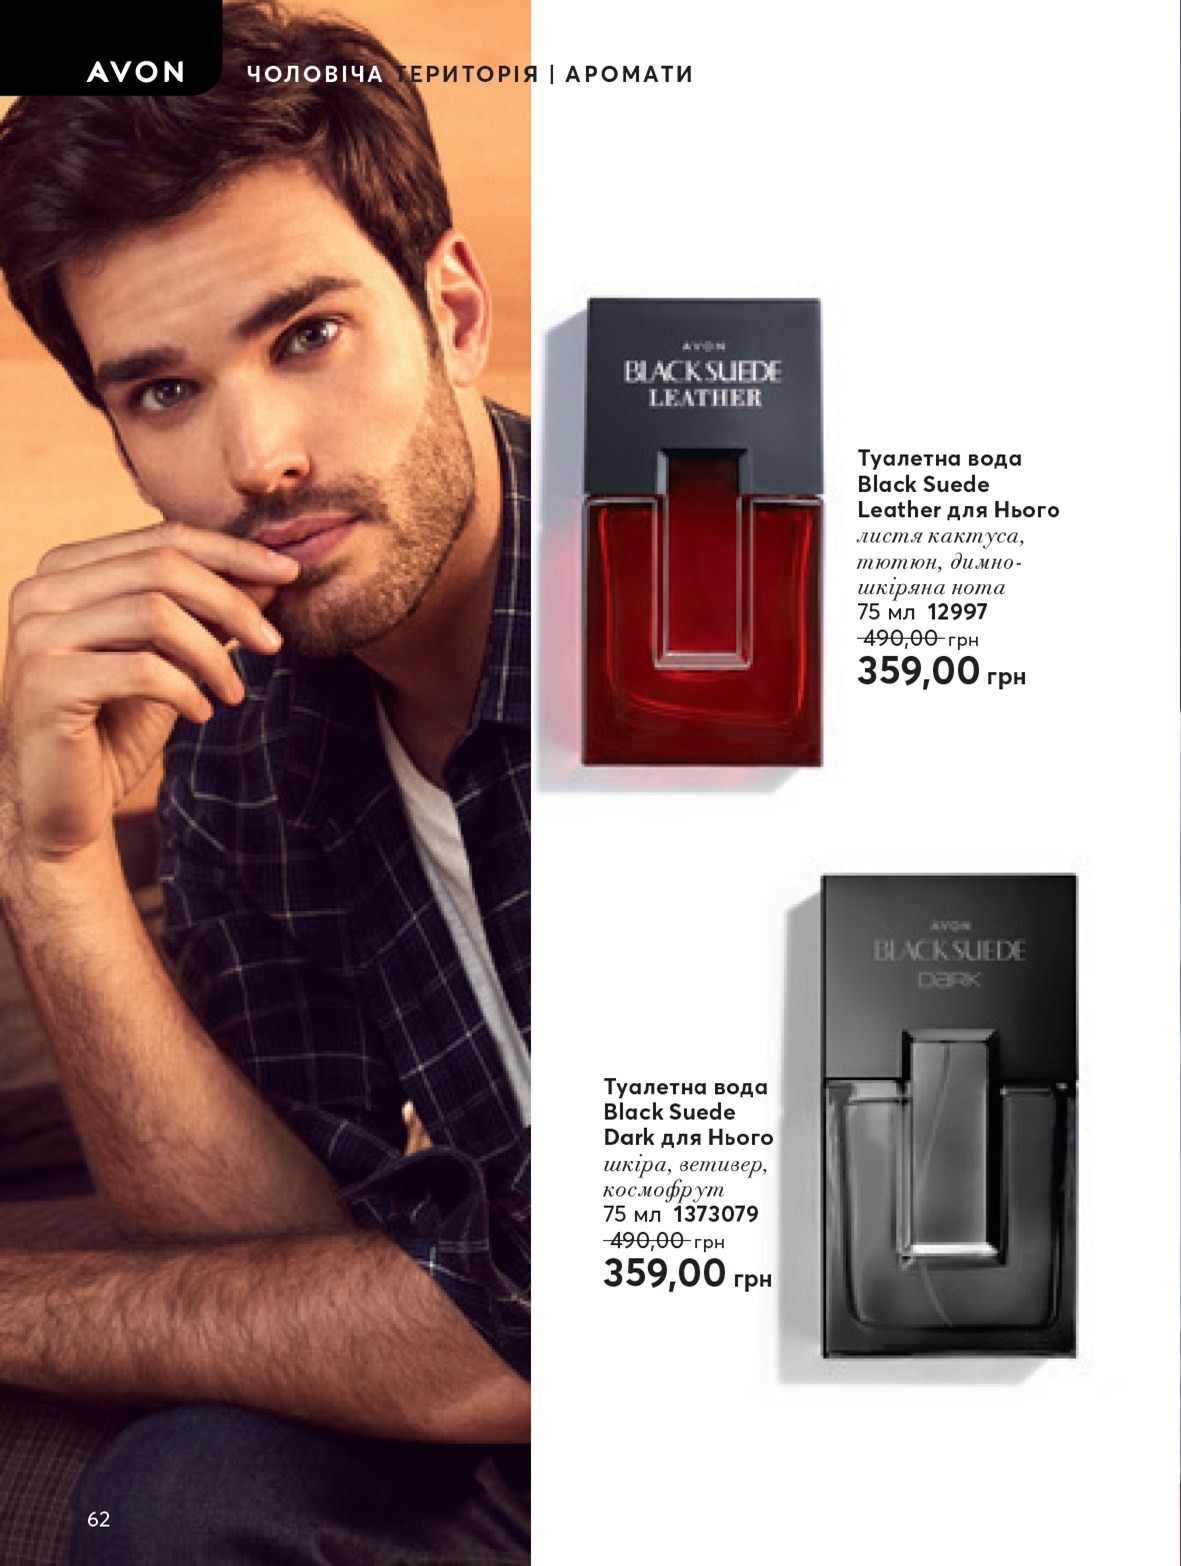 AVON
ЧОЛОВІЧА ТЕРИТОРІЯ | АРОМАТИ
AVON
BLACK SUEDE
LEATHER
Туалетна вода
Black Suede
Leather для Нього
листя кактуса,
тютюн, димно-
шкіряна нота
75 мл 12997
490,00 грн
359,00 грн
AVON
BLACK SUEDE
DARK
Туалетна вода
Black Suede
Dark для Нього
шкіра, ветивер,
космофрут
75 мл 1373079
490,00 грн
359,00 грн
62